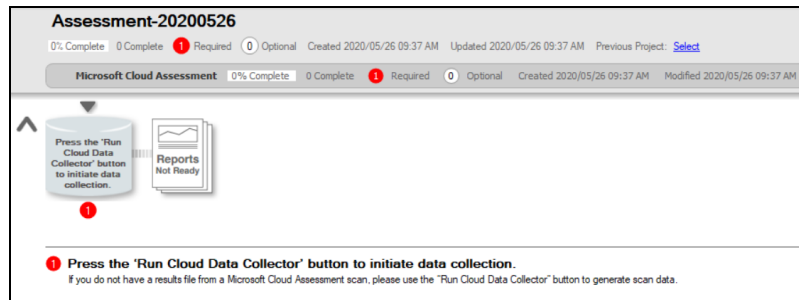 Assessment-20200526
0% Complete 0 Complete 1 Required 0 Optional Created 2020/05/26 09:37 AM Updated 2020/05/26 09:37 AM Previous Project: Select
Microsoft Cloud Assessment 0% Complete 0 Complete 1 Required 0 Optional Created 2020/05/26 09:37 AM Modified 2020/05/26 09:37 AM
Press the 'Run
Cloud Data
Collector' button
to initiate data
collection.
Reports
Not Ready
1
1 Press the 'Run Cloud Data Collector' button to initiate data collection.
If you do not have a results file from a Microsoft Cloud Assessment scan, please use the "Run Cloud Data Collector" button to generate scan data.